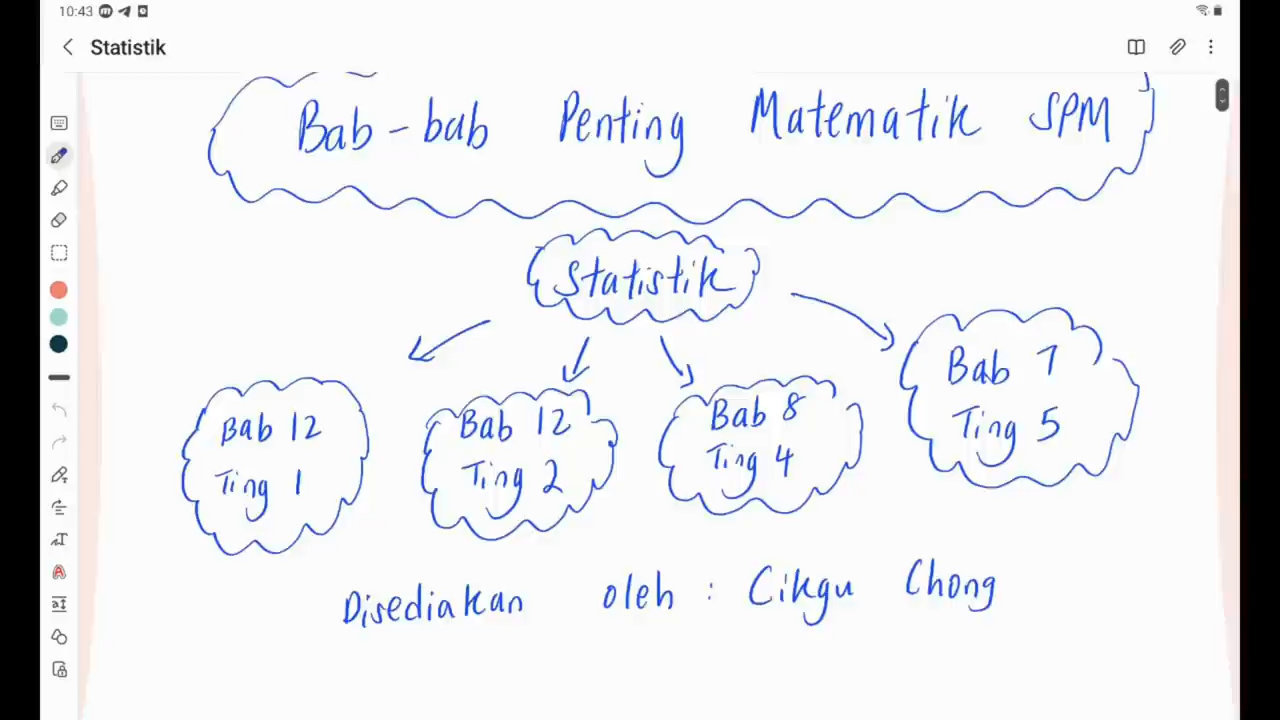 10:43
Statistik
Bab-bab Penting Matematik SPM
Statistik
Bab 12
Ting 1
Bab 12
Ting 2
Bab 8
Ting 4
Bab 7
Ting 5
Disediakan oleh : Cikgu Chong